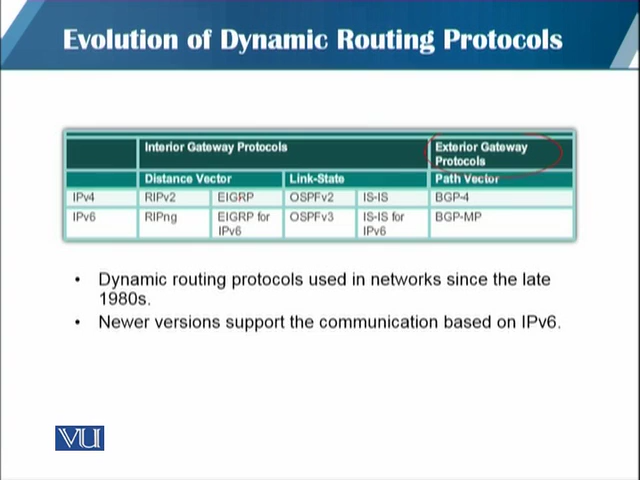 Evolution of Dynamic Routing Protocols
Interior Gateway Protocols
Exterior Gateway
Protocols
Distance Vector
Link-State
Path Vector
IPv4
RIPv2
EIGRP
OSPFv2
IS-IS
BGP-4
IPv6
RIPng
EIGRP for
IPv6
OSPFv3
IS-IS for
IPv6
BGP-MP
• Dynamic routing protocols used in networks since the late
1980s.
• Newer versions support the communication based on IPv6.
VU